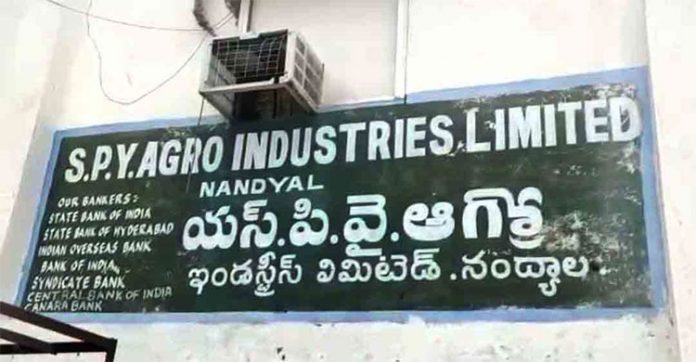 S.P.Y.AGRO INDUSTRIES LIMITED
NANDYAL
యస్.పి.వై.ఆగ్రో
ఇండస్ట్రీస్ లిమిటెడ్.నంద్యాల
OUR BANKERS:
STATE BANK OF INDIA
STATE BANK OF HYDERABAD
INDIAN OVERSEAS BANK
BANK OF INDIA
SYNDICATE BANK
CENTRAL BANK OF INDIA
CANARA BANK